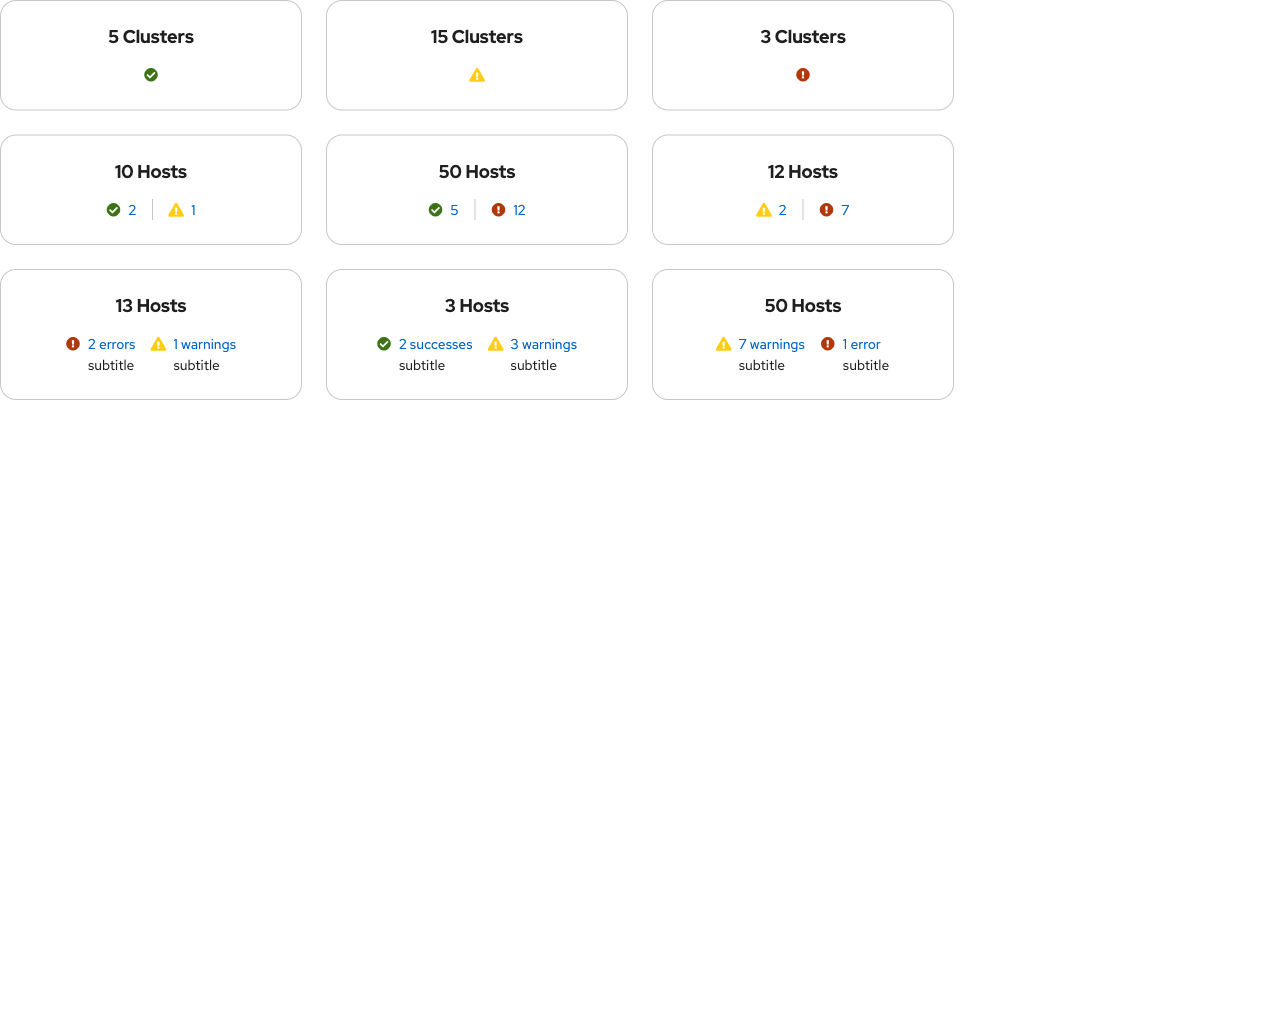 5 Clusters
15 Clusters
3 Clusters
10 Hosts
2
1
50 Hosts
5
12
12 Hosts
2
7
13 Hosts
2 errors
subtitle
1 warnings
subtitle
3 Hosts
2 successes
subtitle
3 warnings
subtitle
50 Hosts
7 warnings
subtitle
1 error
subtitle